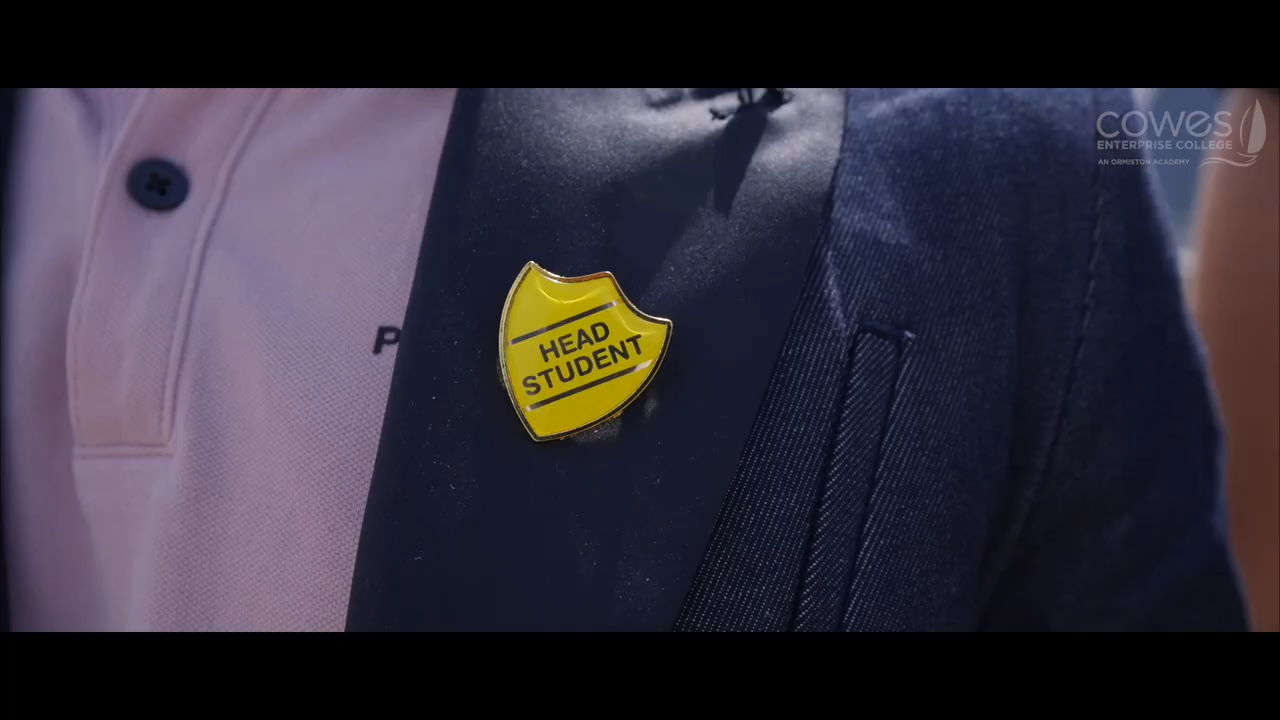 cowes
ENTERPRISE COLLEGE
AN ORMISTON ACADEMY
P
HEAD
STUDENT